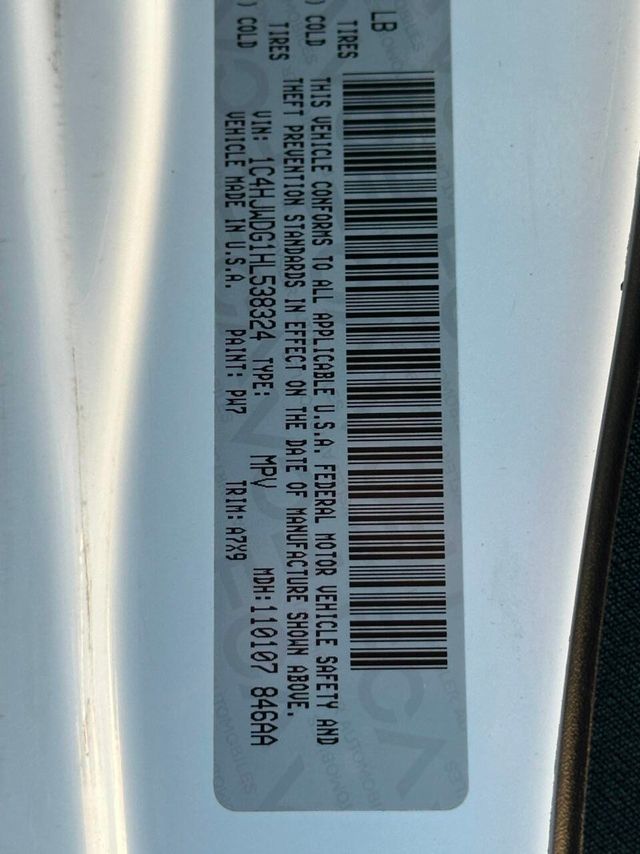 LB
TIRES
) COLD
TIRES
) COLD
THIS VEHICLE CONFORMS TO ALL APPLICABLE U.S.A. FEDERAL MOTOR VEHICLE SAFETY AND
THEFT PREVENTION STANDARDS IN EFFECT ON THE DATE OF MANUFACTURE SHOWN ABOVE.
VIN: 1C4HJWDG1HL538324 TYPE: MPV MDH:110107 846AA
VEHICLE MADE IN U.S.A. PAINT: PW7 TRIM: A7X9